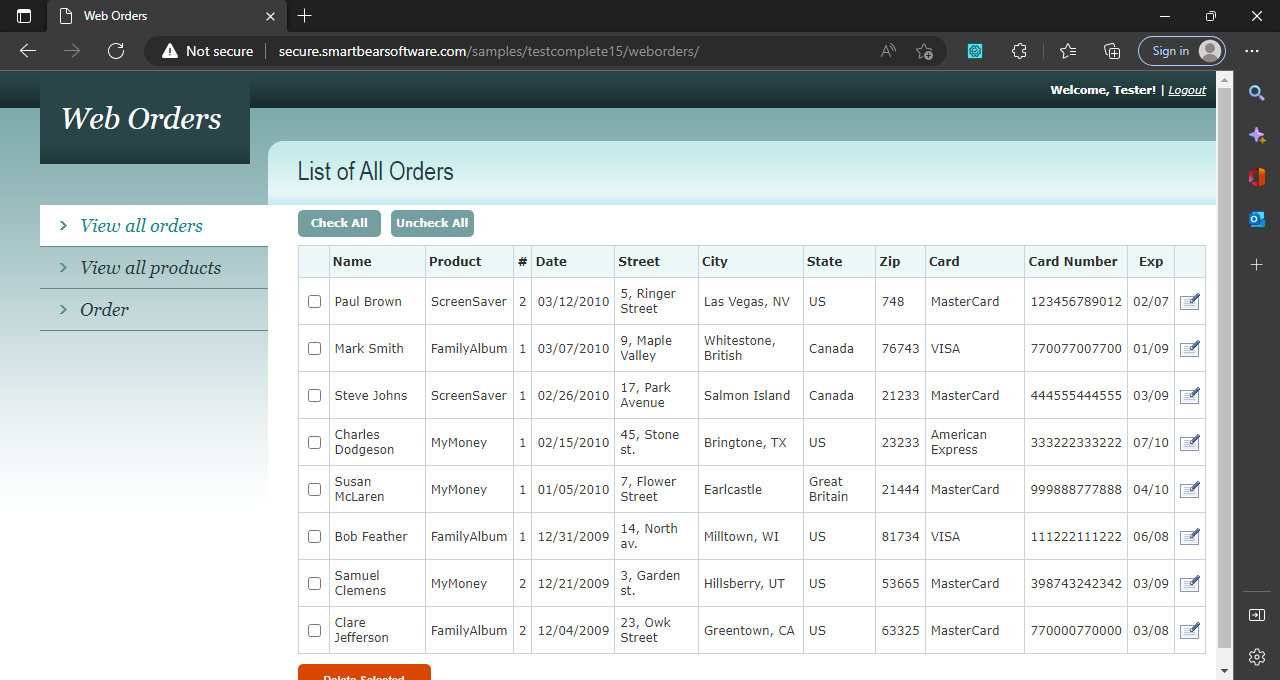 Web Orders
Not secure
secure.smartbearsoftware.com/samples/testcomplete15/weborders/
Sign in
Welcome, Tester! | Logout
Web Orders
List of All Orders
View all orders
View all products
Order
Check All
Uncheck All
Name Product # Date Street City State Zip Card Card Number Exp
Paul Brown ScreenSaver 2 03/12/2010 5, Ringer Street Las Vegas, NV US 748 MasterCard 123456789012 02/07
Mark Smith FamilyAlbum 1 03/07/2010 9, Maple Valley Whitestone, British Canada 76743 VISA 770077007700 01/09
Steve Johns ScreenSaver 1 02/26/2010 17, Park Avenue Salmon Island Canada 21233 MasterCard 444555444555 03/09
Charles Dodgeson MyMoney 1 02/15/2010 45, Stone st. Bringtone, TX US 23233 American Express 333222333222 07/10
Susan McLaren MyMoney 1 01/05/2010 7, Flower Street Earlcastle Great Britain 21444 MasterCard 999888777888 04/10
Bob Feather FamilyAlbum 1 12/31/2009 14, North av. Milltown, WI US 81734 VISA 111222111222 06/08
Samuel Clemens MyMoney 2 12/21/2009 3, Garden st. Hillsberry, UT US 53665 MasterCard 398743242342 03/09
Clare Jefferson FamilyAlbum 2 12/04/2009 23, Owk Street Greentown, CA US 63325 MasterCard 770000770000 03/08
Delete Selected